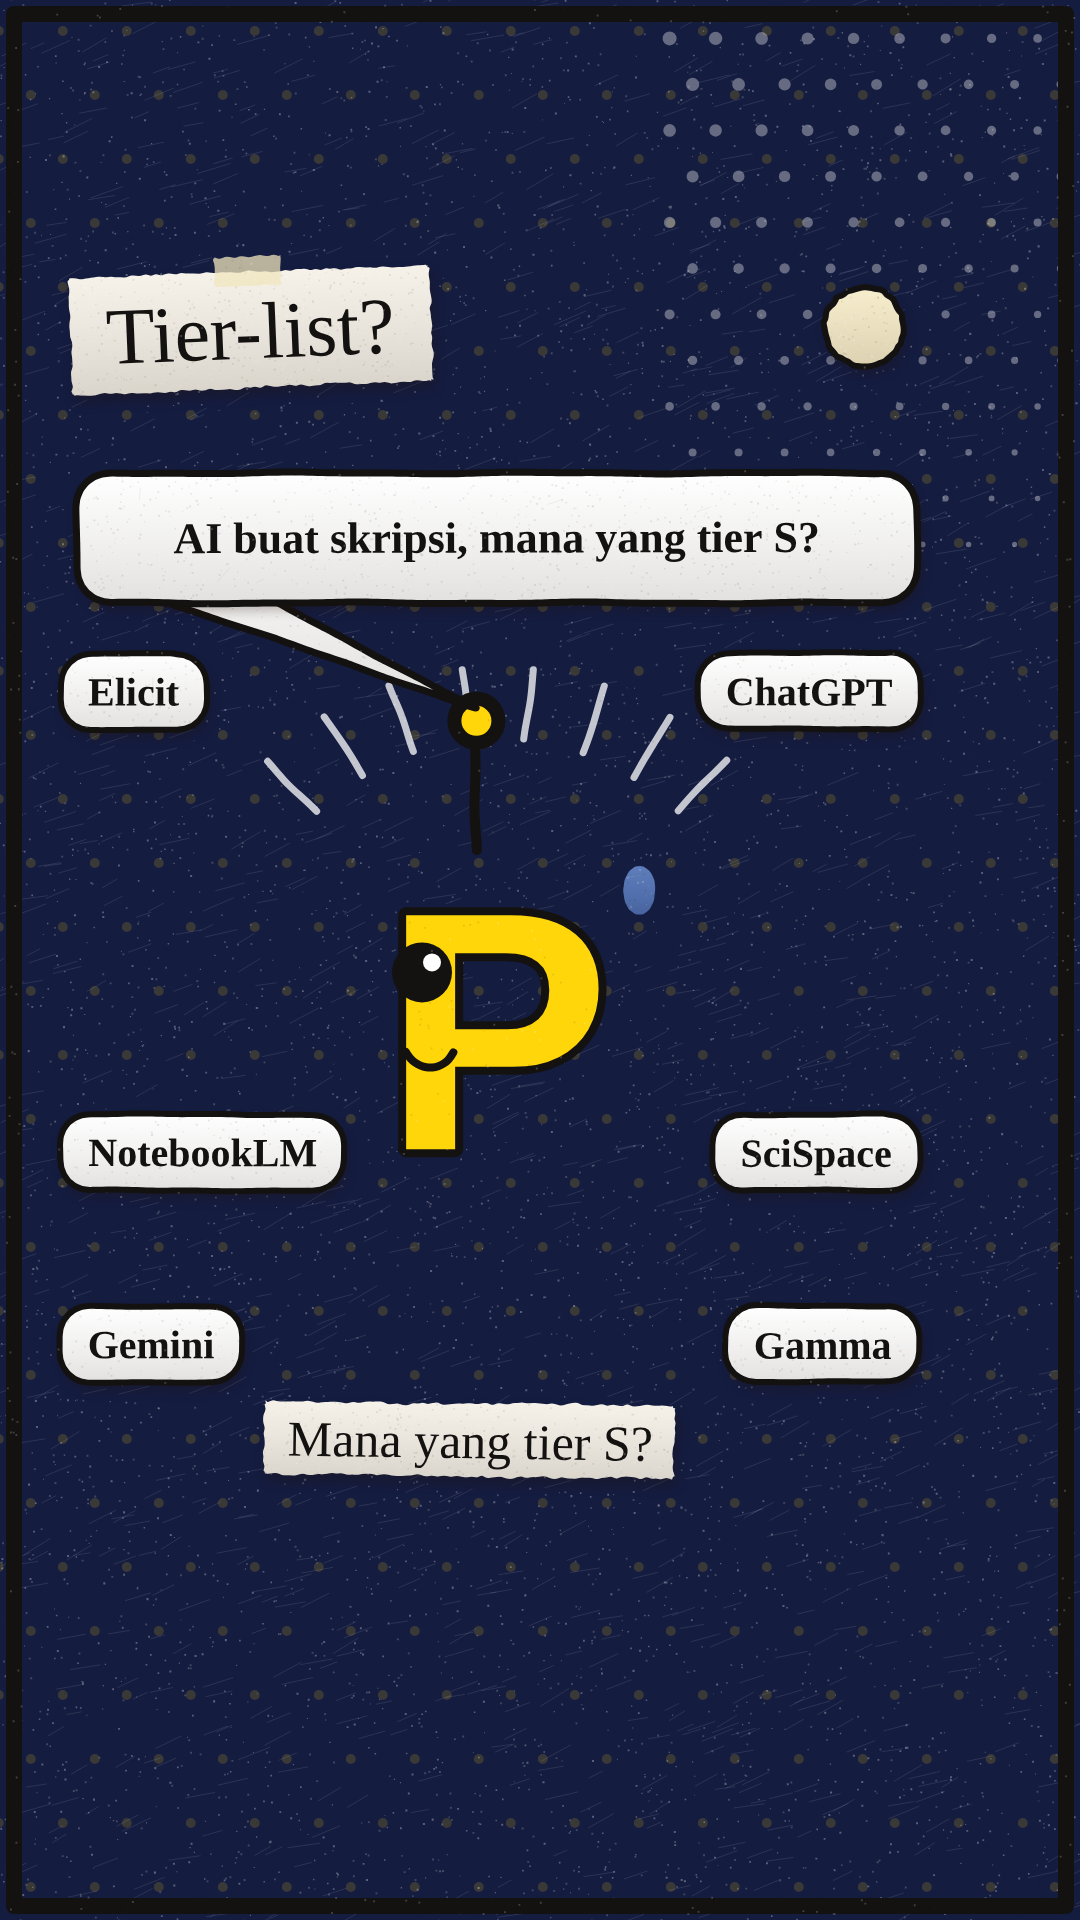 Tier-list?
AI buat skripsi, mana yang tier S?
Elicit
ChatGPT
P
NotebookLM
SciSpace
Gemini
Gamma
Mana yang tier S?